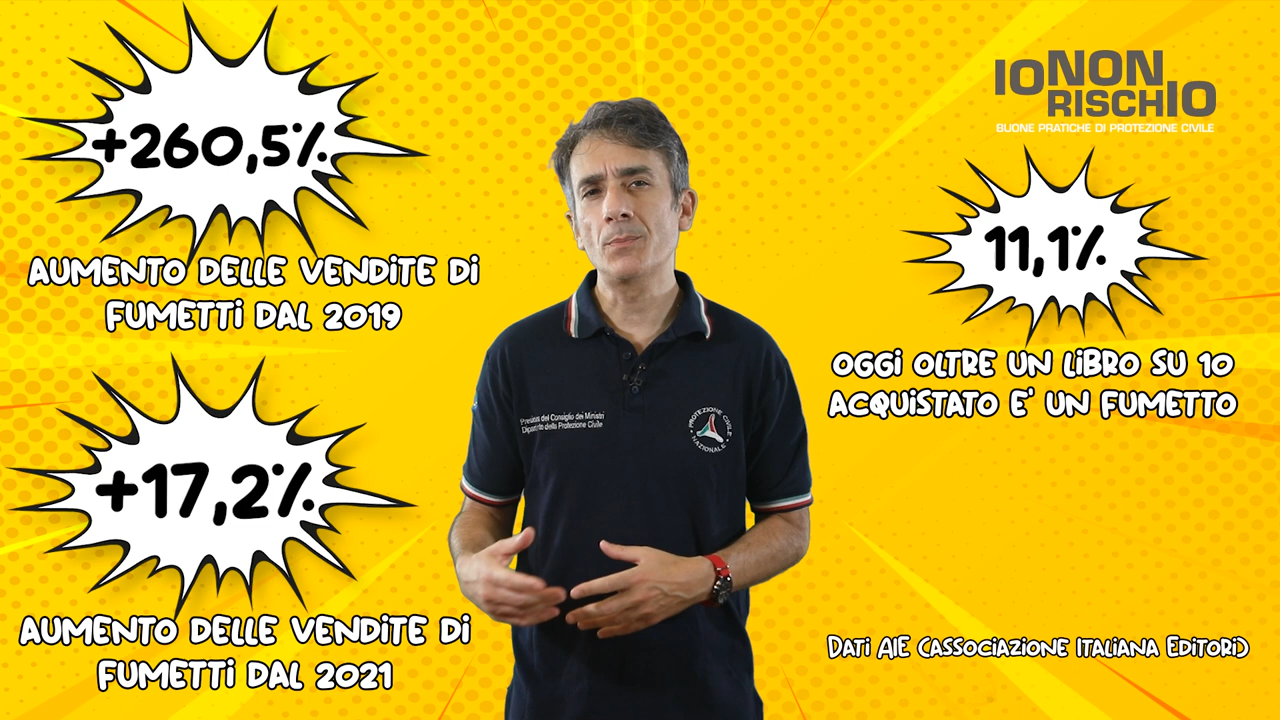 +260,5%
AUMENTO DELLE VENDITE DI
FUMETTI DAL 2019
+17,2%
AUMENTO DELLE VENDITE DI
FUMETTI DAL 2021
Presidenza del Consiglio dei Ministri
Dipartimento della Protezione Civile
PROTEZIONE CIVILE
NAZIONALE
IO NON
RISCHIO
BUONE PRATICHE DI PROTEZIONE CIVILE
11,1%
OGGI OLTRE UN LIBRO SU 10
ACQUISTATO E' UN FUMETTO
DATI AIE (ASSOCIAZIONE ITALIANA EDITORI)